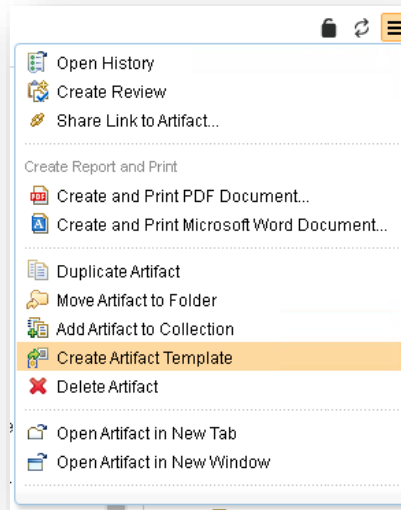 Open History
Create Review
Share Link to Artifact...
Create Report and Print
Create and Print PDF Document...
Create and Print Microsoft Word Document...
Duplicate Artifact
Move Artifact to Folder
Add Artifact to Collection
Create Artifact Template
Delete Artifact
Open Artifact in New Tab
Open Artifact in New Window